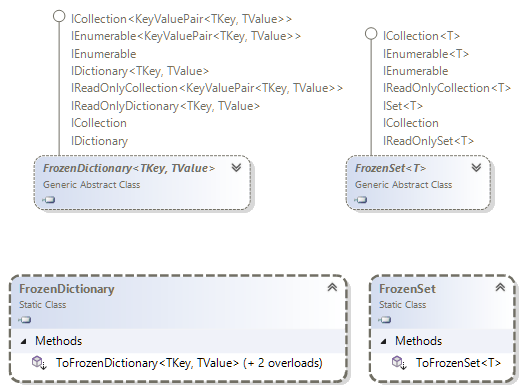 ICollection<KeyValuePair<TKey, TValue>>
IEnumerable<KeyValuePair<TKey, TValue>>
IEnumerable
IDictionary<TKey, TValue>
IReadOnlyCollection<KeyValuePair<TKey, TValue>>
IReadOnlyDictionary<TKey, TValue>
ICollection
IDictionary
FrozenDictionary<TKey, TValue>
Generic Abstract Class
ICollection<T>
IEnumerable<T>
IEnumerable
IReadOnlyCollection<T>
ISet<T>
ICollection
IReadOnlySet<T>
FrozenSet<T>
Generic Abstract Class
FrozenDictionary
Static Class
Methods
ToFrozenDictionary<TKey, TValue> (+ 2 overloads)
FrozenSet
Static Class
Methods
ToFrozenSet<T>